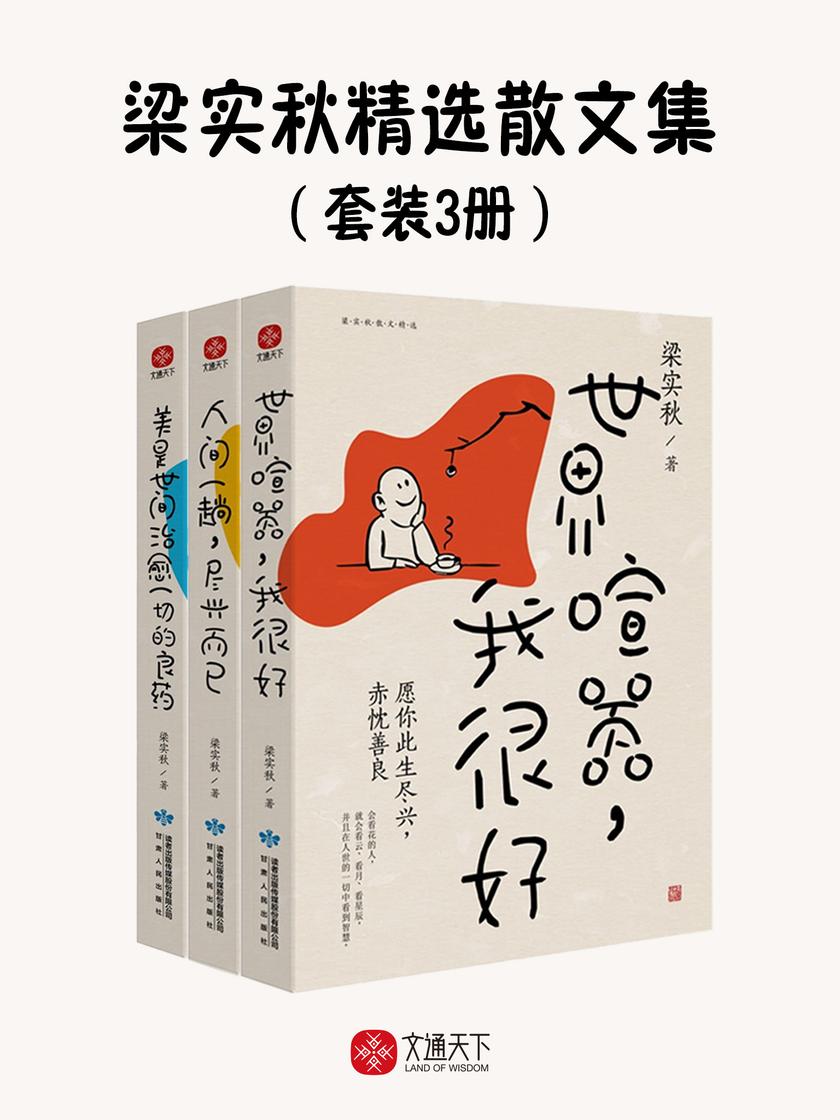 梁实秋精选散文集
（套装3册）
文通天下
美是世间治愈一切的良药
梁实秋／著
读者出版传媒股份有限公司
甘肃人民出版社
文通天下
人间一趟，尽兴而已
梁实秋／著
读者出版传媒股份有限公司
甘肃人民出版社
文通天下
世界喧嚣，我很好
梁实秋／著
读者出版传媒股份有限公司
甘肃人民出版社
梁·实·秋·散·文·精·选
梁实秋／著
世界喧嚣，
我很好
愿你此生尽兴，
赤忱善良
会看花的人，
就会看云、看月、看星辰，
并且在人世的一切中看到智慧。
文通天下
LAND OF WISDOM